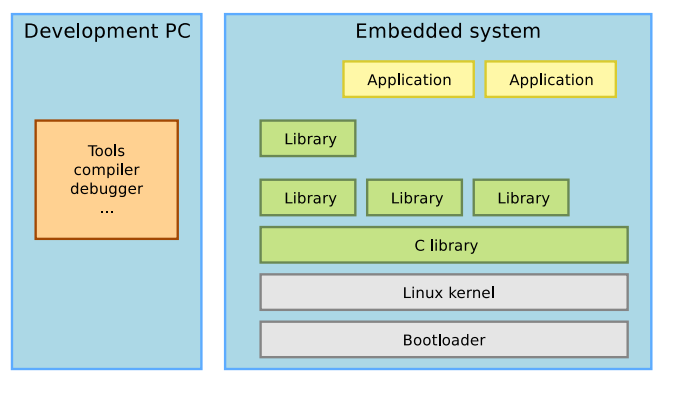 Development PC
Tools
compiler
debugger
...
Embedded system
Application
Application
Library
Library
Library
Library
C library
Linux kernel
Bootloader